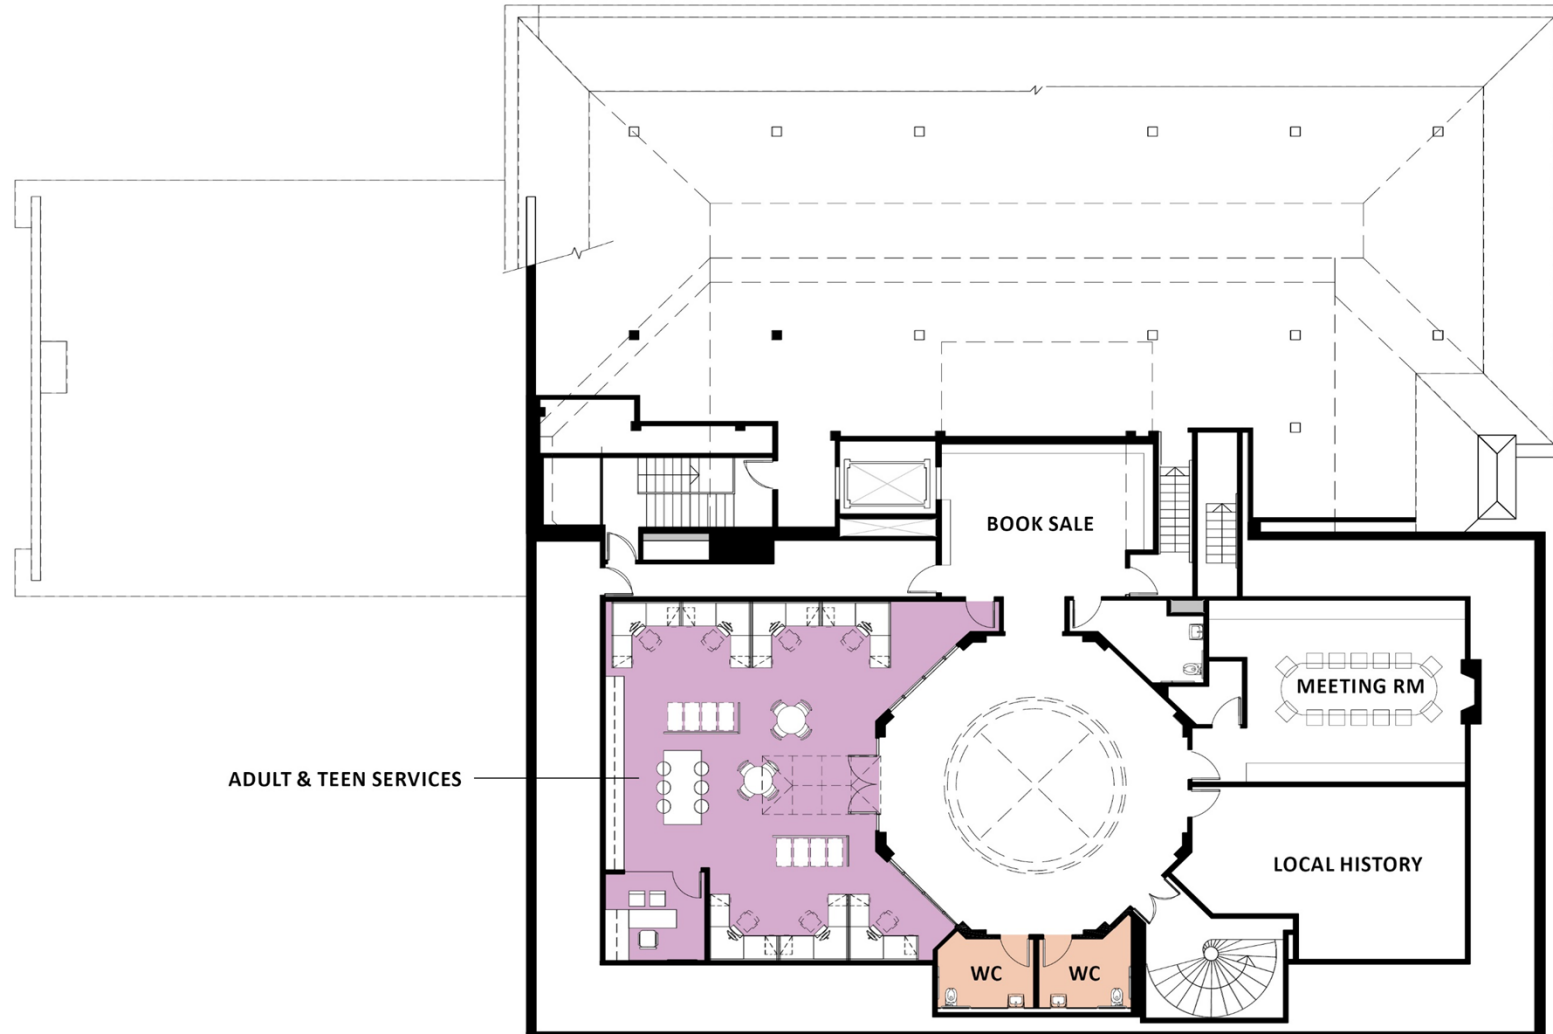 BOOK SALE
MEETING RM
ADULT & TEEN SERVICES
LOCAL HISTORY
WC
WC